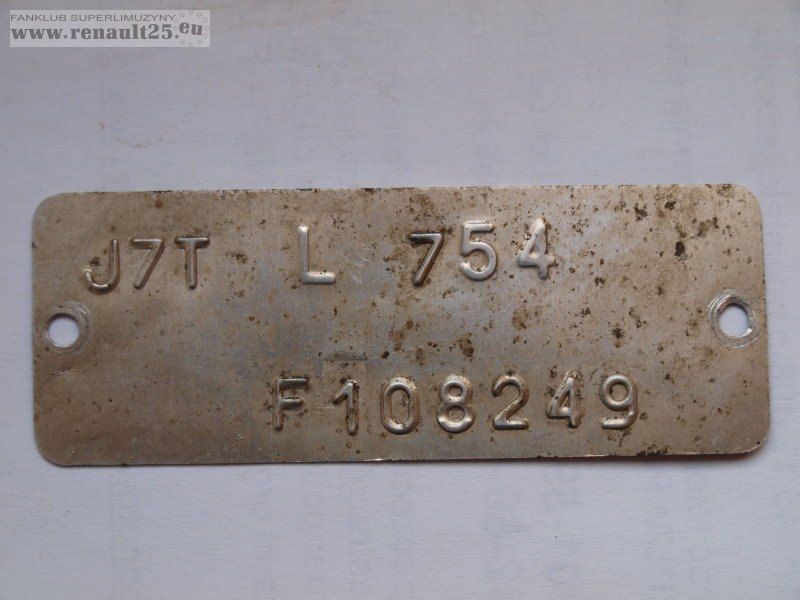 FANKLUB SUPERLIMUZYNY
www.renault25.eu
J7T L 754
F108249